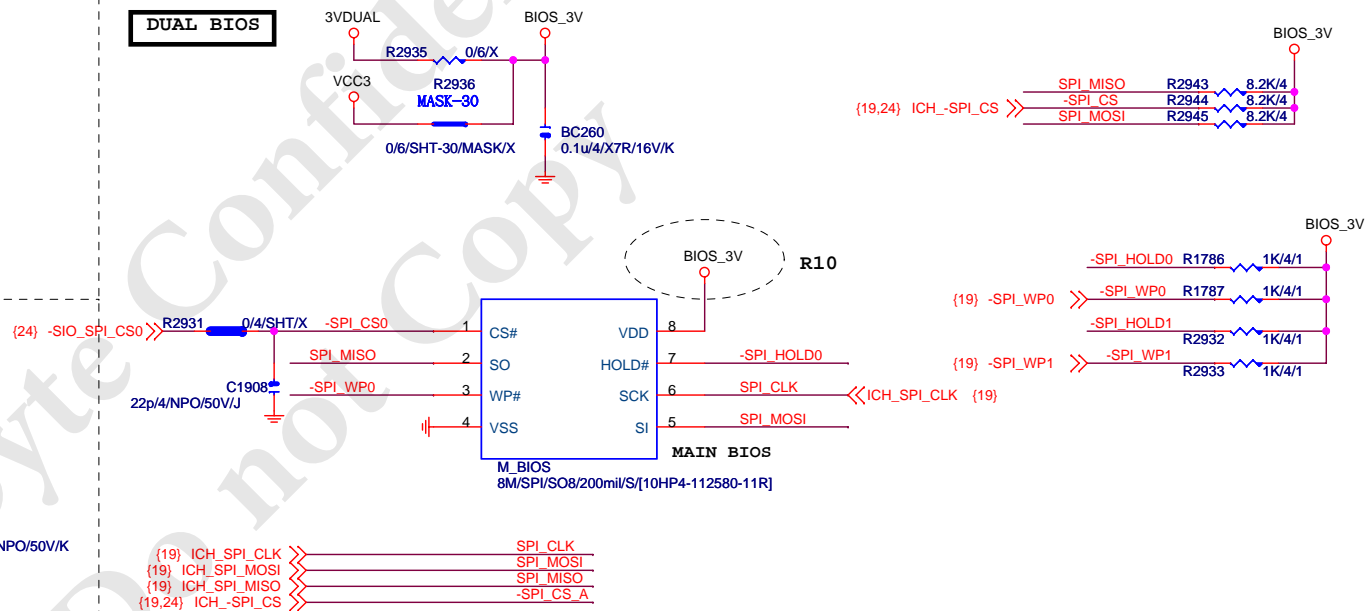 DUAL BIOS
3VDUAL
BIOS_3V
R2935
0/6/X
VCC3
R2936
MASK-30
0/6/SHT-30/MASK/X
BC260
0.1u/4/X7R/16V/K
BIOS_3V
SPI_MISO R2943 8.2K/4
{19,24} ICH_-SPI_CS -SPI_CS R2944 8.2K/4
SPI_MOSI R2945 8.2K/4
BIOS_3V
R10
BIOS_3V
-SPI_HOLD0 R1786 1K/4/1
{19} -SPI_WP0 -SPI_WP0 R1787 1K/4/1
-SPI_HOLD1 R2932 1K/4/1
{19} -SPI_WP1 -SPI_WP1 R2933 1K/4/1
{24} -SIO_SPI_CS0 R2931 0/4/SHT/X -SPI_CS0 1 CS# VDD 8
SPI_MISO 2 SO HOLD# 7 -SPI_HOLD0
C1908
22p/4/NPO/50V/J
-SPI_WP0 3 WP# SCK 6 SPI_CLK ICH_SPI_CLK {19}
4 VSS SI 5 SPI_MOSI
MAIN BIOS
M_BIOS
8M/SPI/SO8/200mil/S/[10HP4-112580-11R]
NPO/50V/K
{19} ICH_SPI_CLK SPI_CLK
{19} ICH_SPI_MOSI SPI_MOSI
{19} ICH_SPI_MISO SPI_MISO
{19,24} ICH_-SPI_CS -SPI_CS_A
yte Confide
Do not Copy